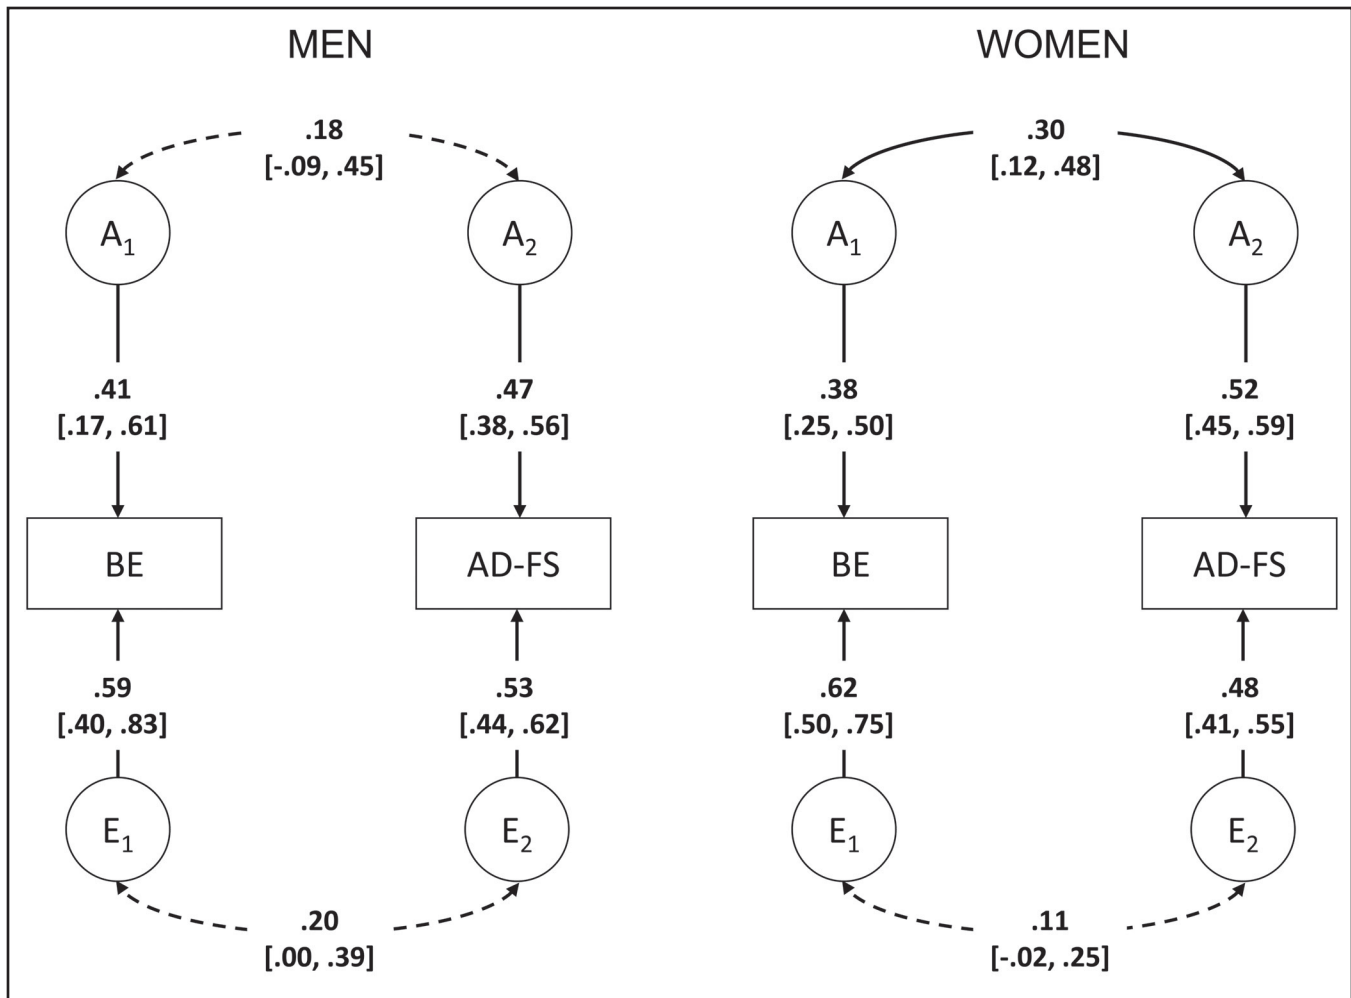 MEN
WOMEN
.18
[-.09, .45]
.30
[.12, .48]
A1
A2
A1
A2
.41
[.17, .61]
.47
[.38, .56]
.38
[.25, .50]
.52
[.45, .59]
BE
AD-FS
BE
AD-FS
.59
[.40, .83]
.53
[.44, .62]
.62
[.50, .75]
.48
[.41, .55]
E1
E2
E1
E2
.20
[.00, .39]
.11
[-.02, .25]